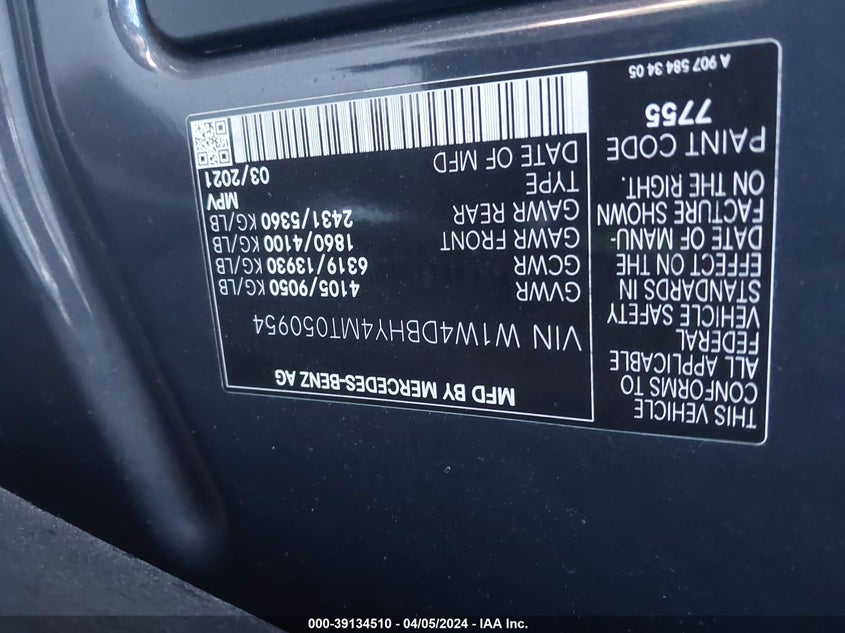 MFD BY MERCEDES-BENZ AG
VIN W1W4DBHY4MT050954
GVWR 4105/9050 KG/LB
GCWR 6319/13930 KG/LB
GAWR FRONT 1860/4100 KG/LB
GAWR REAR 2431/5360 KG/LB
TYPE MPV
DATE OF MFD 03/2021
THIS VEHICLE
CONFORMS TO
ALL APPLICABLE
FEDERAL
VEHICLE SAFETY
STANDARDS IN
EFFECT ON THE
DATE OF MANU-
FACTURE SHOWN
ON THE RIGHT.
PAINT CODE
7755
A 907 584 34 05
000-39134510 - 04/05/2024 - IAA Inc.